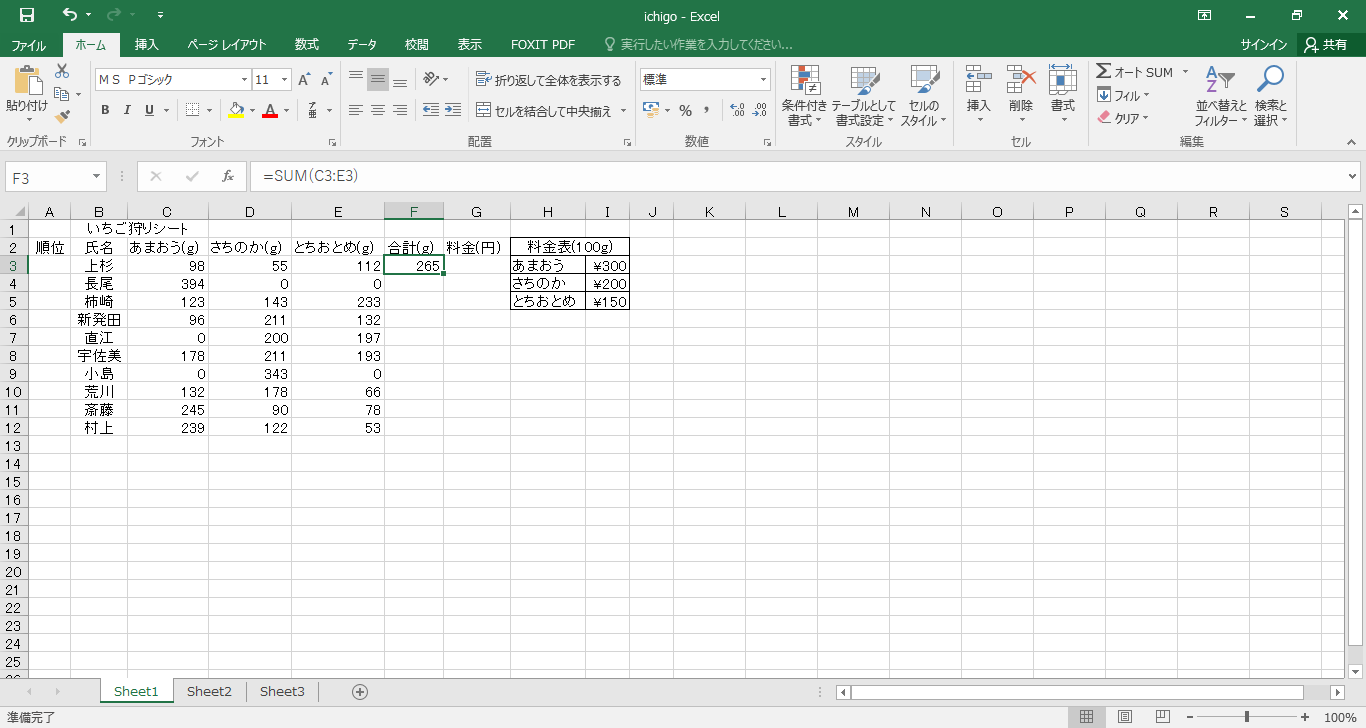 ichigo - Excel
ファイル ホーム 挿入 ページ レイアウト 数式 データ 校閲 表示 FOXIT PDF 実行したい作業を入力してください... サインイン 共有
貼り付け
クリップボード
ＭＳ Ｐゴシック 11
B I U
フォント
折り返して全体を表示する
セルを結合して中央揃え
配置
標準
%
数値
条件付き書式 テーブルとして書式設定 セルのスタイル
スタイル
挿入 削除 書式
セル
オート SUM
フィル
クリア
並べ替えとフィルター 検索と選択
編集
F3 fx =SUM(C3:E3)
A B C D E F G H I J K L M N O P Q R S
1 いちご狩りシート
2 順位 氏名 あまおう(g) さちのか(g) とちおとめ(g) 合計(g) 料金(円) 料金表(100g)
3 上杉 98 55 112 265 あまおう ¥300
4 長尾 394 0 0 さちのか ¥200
5 柿崎 123 143 233 とちおとめ ¥150
6 新発田 96 211 132
7 直江 0 200 197
8 宇佐美 178 211 193
9 小島 0 343 0
10 荒川 132 178 66
11 斎藤 245 90 78
12 村上 239 122 53
13
14
15
16
17
18
19
20
21
22
23
24
25
Sheet1 Sheet2 Sheet3
準備完了 100%